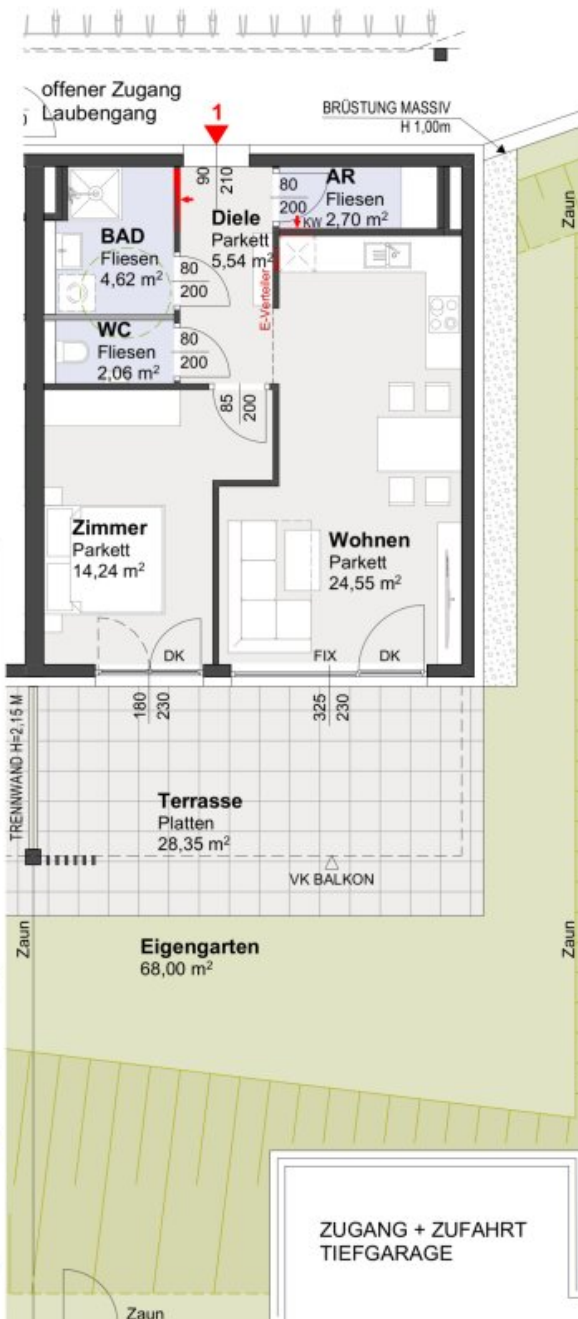 offener Zugang
Laubengang
1
BRÜSTUNG MASSIV
H 1,00m
Zaun
90
210
80
200
AR
Fliesen
2,70 m²
KW
Diele
Parkett
5,54 m²
BAD
Fliesen
4,62 m²
80
200
E-Verteiler
WC
Fliesen
2,06 m²
80
200
85
200
Zimmer
Parkett
14,24 m²
Wohnen
Parkett
24,55 m²
DK
FIX
DK
180
230
325
230
TRENNWAND H=2,15 M
Terrasse
Platten
28,35 m²
VK BALKON
Zaun
Eigengarten
68,00 m²
Zaun
ZUGANG + ZUFAHRT
TIEFGARAGE
Zaun